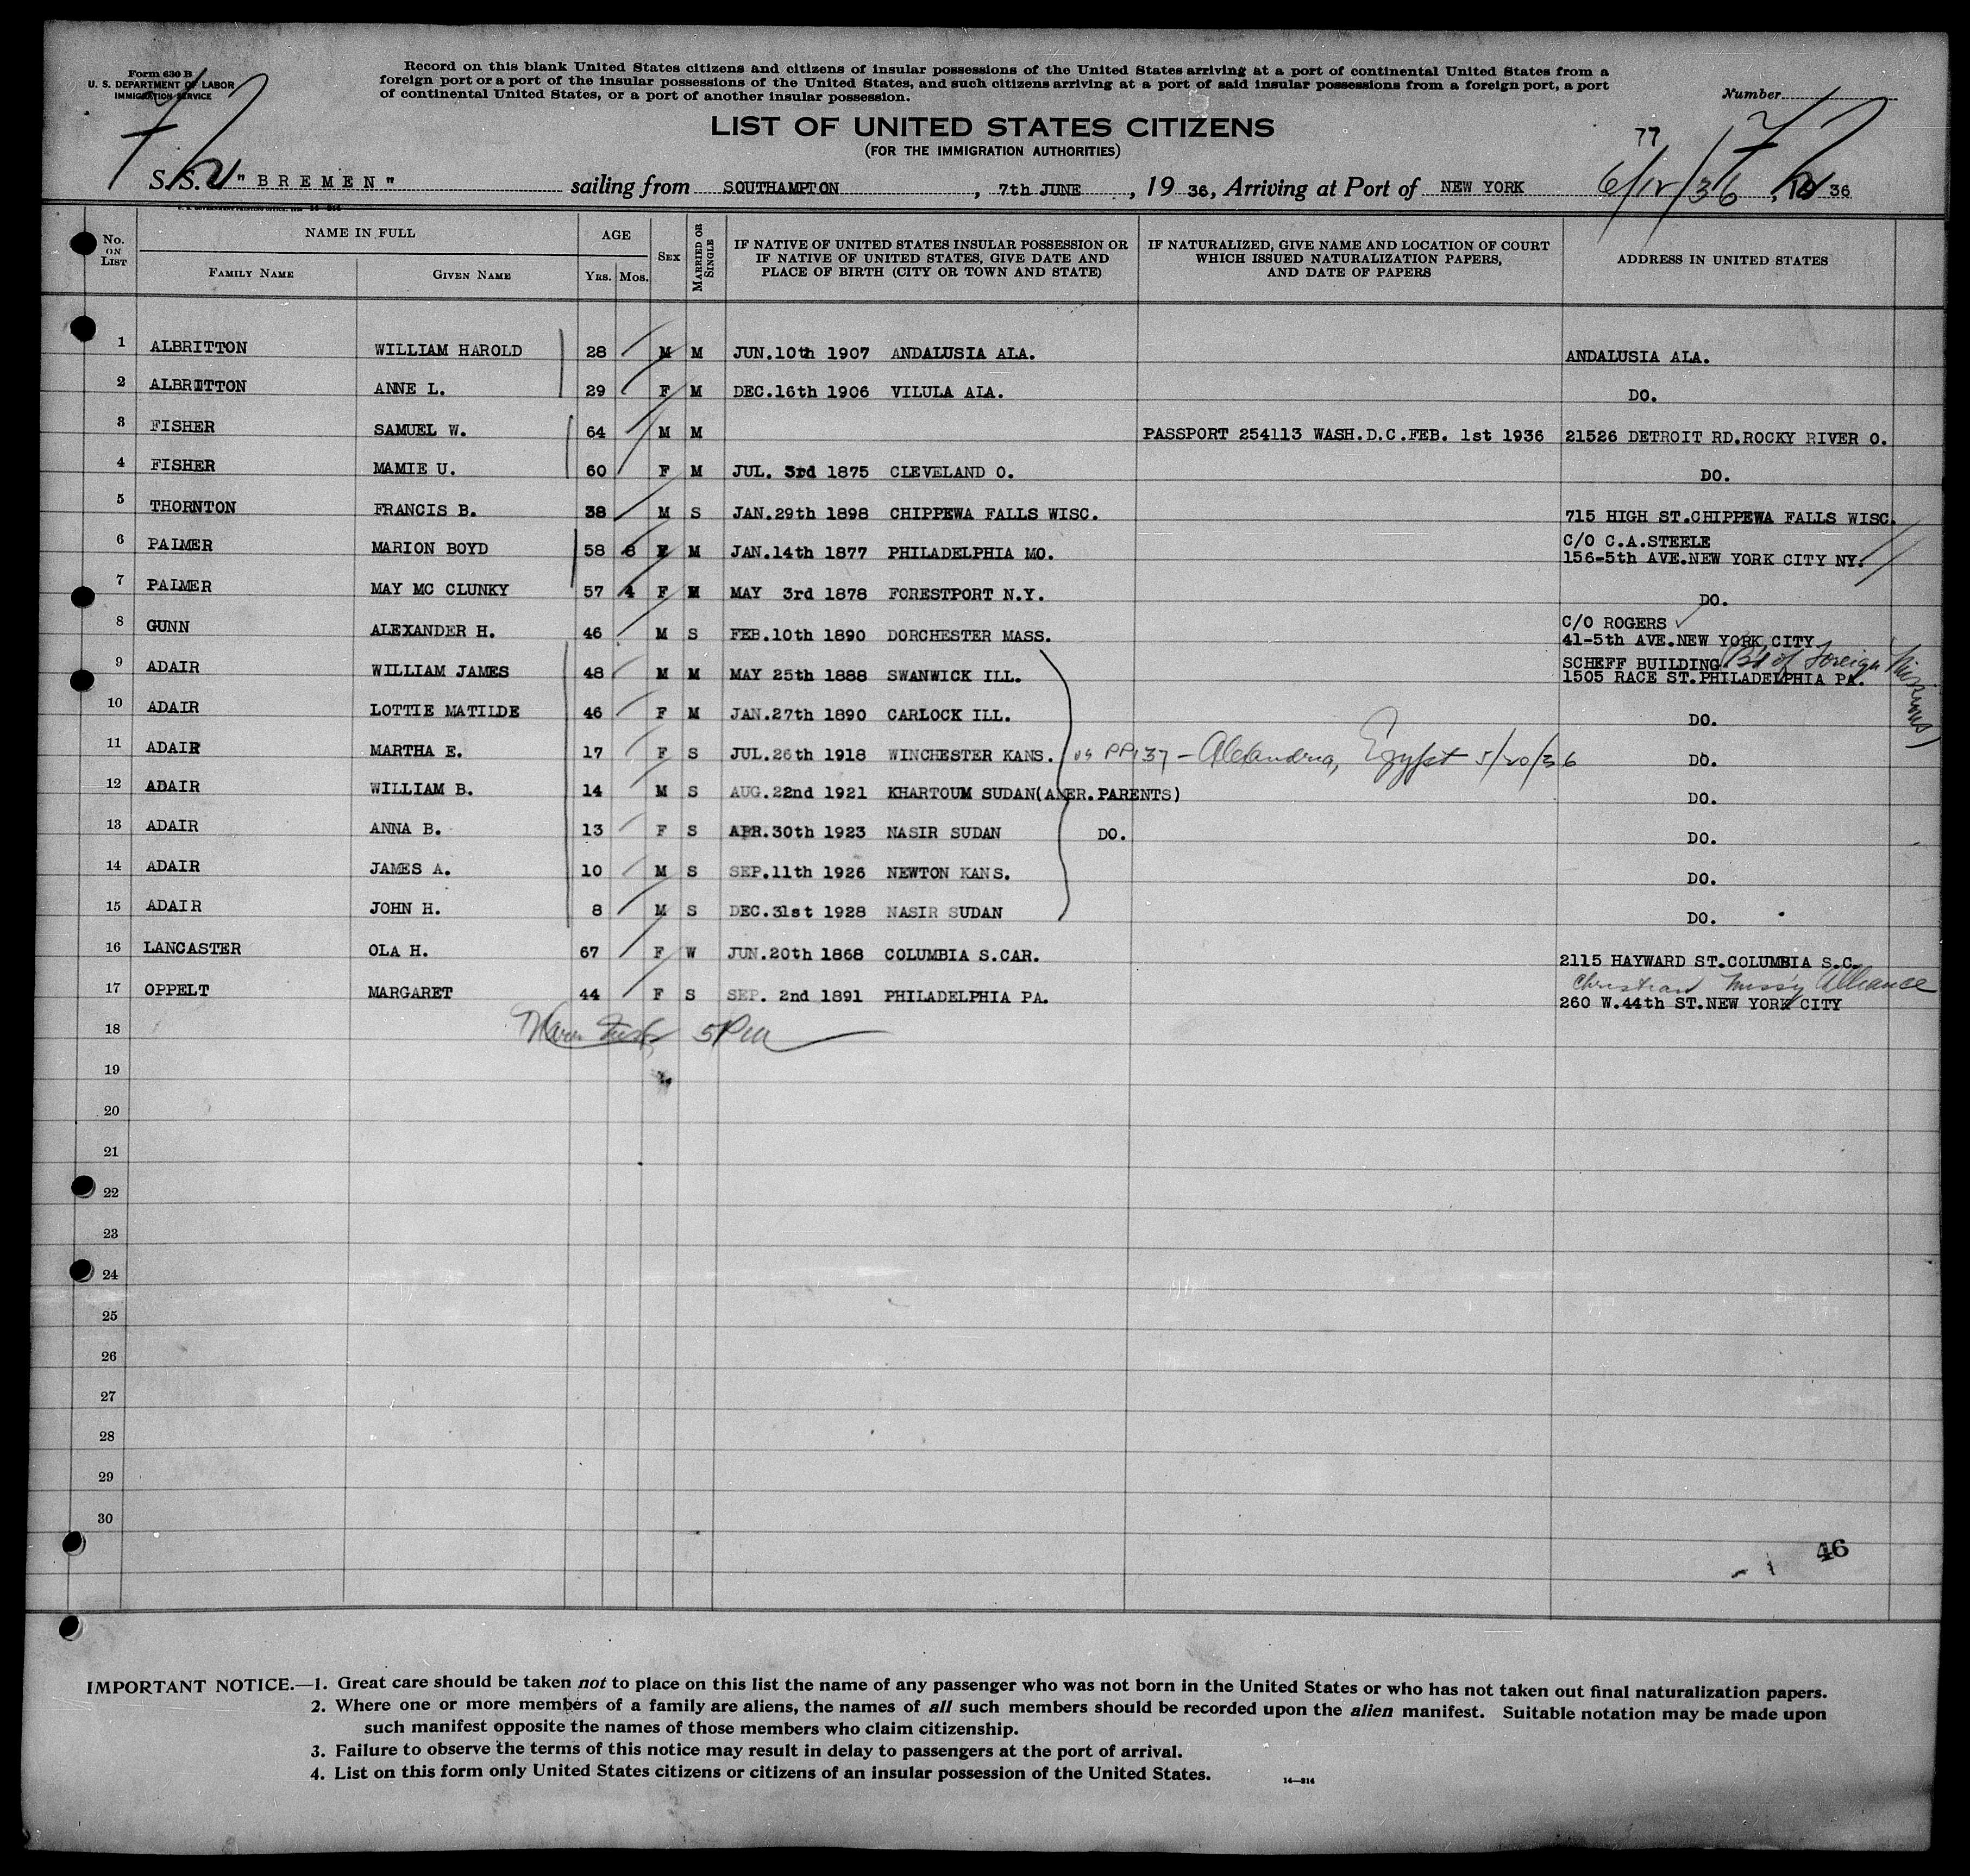 Form 630 B
U. S. DEPARTMENT OF LABOR
IMMIGRATION SERVICE
Record on this blank United States citizens and citizens of insular possessions of the United States arriving at a port of continental United States from a
foreign port or a port of the insular possessions of the United States, and such citizens arriving at a port of said insular possessions from a foreign port, a port
of continental United States, or a port of another insular possession.
Number
LIST OF UNITED STATES CITIZENS
(FOR THE IMMIGRATION AUTHORITIES)
77
S. S. "BREMEN" sailing from SOUTHAMPTON, 7th JUNE, 19 36, Arriving at Port of NEW YORK 6/12/36, 19 36
No. ON LIST
NAME IN FULL
FAMILY NAME
GIVEN NAME
AGE
YRS. MOS.
SEX
MARRIED OR SINGLE
IF NATIVE OF UNITED STATES INSULAR POSSESSION OR
IF NATIVE OF UNITED STATES, GIVE DATE AND
PLACE OF BIRTH (CITY OR TOWN AND STATE)
IF NATURALIZED, GIVE NAME AND LOCATION OF COURT
WHICH ISSUED NATURALIZATION PAPERS,
AND DATE OF PAPERS
ADDRESS IN UNITED STATES
1 ALBRITTON WILLIAM HAROLD 28 M M JUN.10th 1907 ANDALUSIA ALA. ANDALUSIA ALA.
2 ALBRITTON ANNE L. 29 F M DEC.16th 1906 VILULA ALA. DO.
3 FISHER SAMUEL W. 64 M M PASSPORT 254113 WASH.D.C.FEB. 1st 1936 21526 DETROIT RD.ROCKY RIVER O.
4 FISHER MAMIE U. 60 F M JUL. 3rd 1875 CLEVELAND O. DO.
5 THORNTON FRANCIS B. 38 M S JAN.29th 1898 CHIPPEWA FALLS WISC. 715 HIGH ST.CHIPPEWA FALLS WISC.
6 PALMER MARION BOYD 58 8 M JAN.14th 1877 PHILADELPHIA MO. C/O C.A.STEELE
156-5th AVE.NEW YORK CITY NY.
7 PALMER MAY MC CLUNKY 57 4 F M MAY 3rd 1878 FORESTPORT N.Y. DO.
8 GUNN ALEXANDER H. 46 M S FEB.10th 1890 DORCHESTER MASS. C/O ROGERS
41-5th AVE.NEW YORK CITY
9 ADAIR WILLIAM JAMES 48 M M MAY 25th 1888 SWANWICK ILL. SCHEFF BUILDING (Bd of Foreign Missions)
1505 RACE ST.PHILADELPHIA PA.
10 ADAIR LOTTIE MATILDE 46 F M JAN.27th 1890 CARLOCK ILL. DO.
11 ADAIR MARTHA E. 17 F S JUL.26th 1918 WINCHESTER KANS. US PP 137 - Alexandria, Egypt 5/20/36 DO.
12 ADAIR WILLIAM B. 14 M S AUG.22nd 1921 KHARTOUM SUDAN(AMER.PARENTS) DO.
13 ADAIR ANNA B. 13 F S APR.30th 1923 NASIR SUDAN DO. DO.
14 ADAIR JAMES A. 10 M S SEP.11th 1926 NEWTON KANS. DO.
15 ADAIR JOHN H. 8 M S DEC.31st 1928 NASIR SUDAN DO.
16 LANCASTER OLA H. 67 F W JUN.20th 1868 COLUMBIA S.CAR. 2115 HAYWARD ST.COLUMBIA S.C.
17 OPPELT MARGARET 44 F S SEP. 2nd 1891 PHILADELPHIA PA. Christian Miss'y Alliance
260 W.44th ST.NEW YORK CITY
18 5 PM
19
20
21
22
23
24
25
26
27
28
29
30
46
IMPORTANT NOTICE.—1. Great care should be taken not to place on this list the name of any passenger who was not born in the United States or who has not taken out final naturalization papers.
2. Where one or more members of a family are aliens, the names of all such members should be recorded upon the alien manifest. Suitable notation may be made upon
such manifest opposite the names of those members who claim citizenship.
3. Failure to observe the terms of this notice may result in delay to passengers at the port of arrival.
4. List on this form only United States citizens or citizens of an insular possession of the United States.
14—814